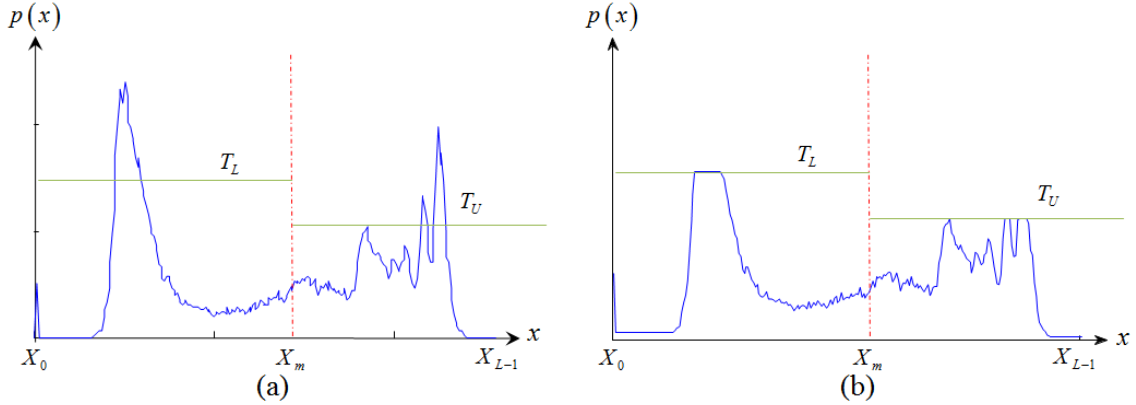 p(x)
T_L
T_U
X_0
X_m
X_{L-1}
x
(a)
p(x)
T_L
T_U
X_0
X_m
X_{L-1}
x
(b)